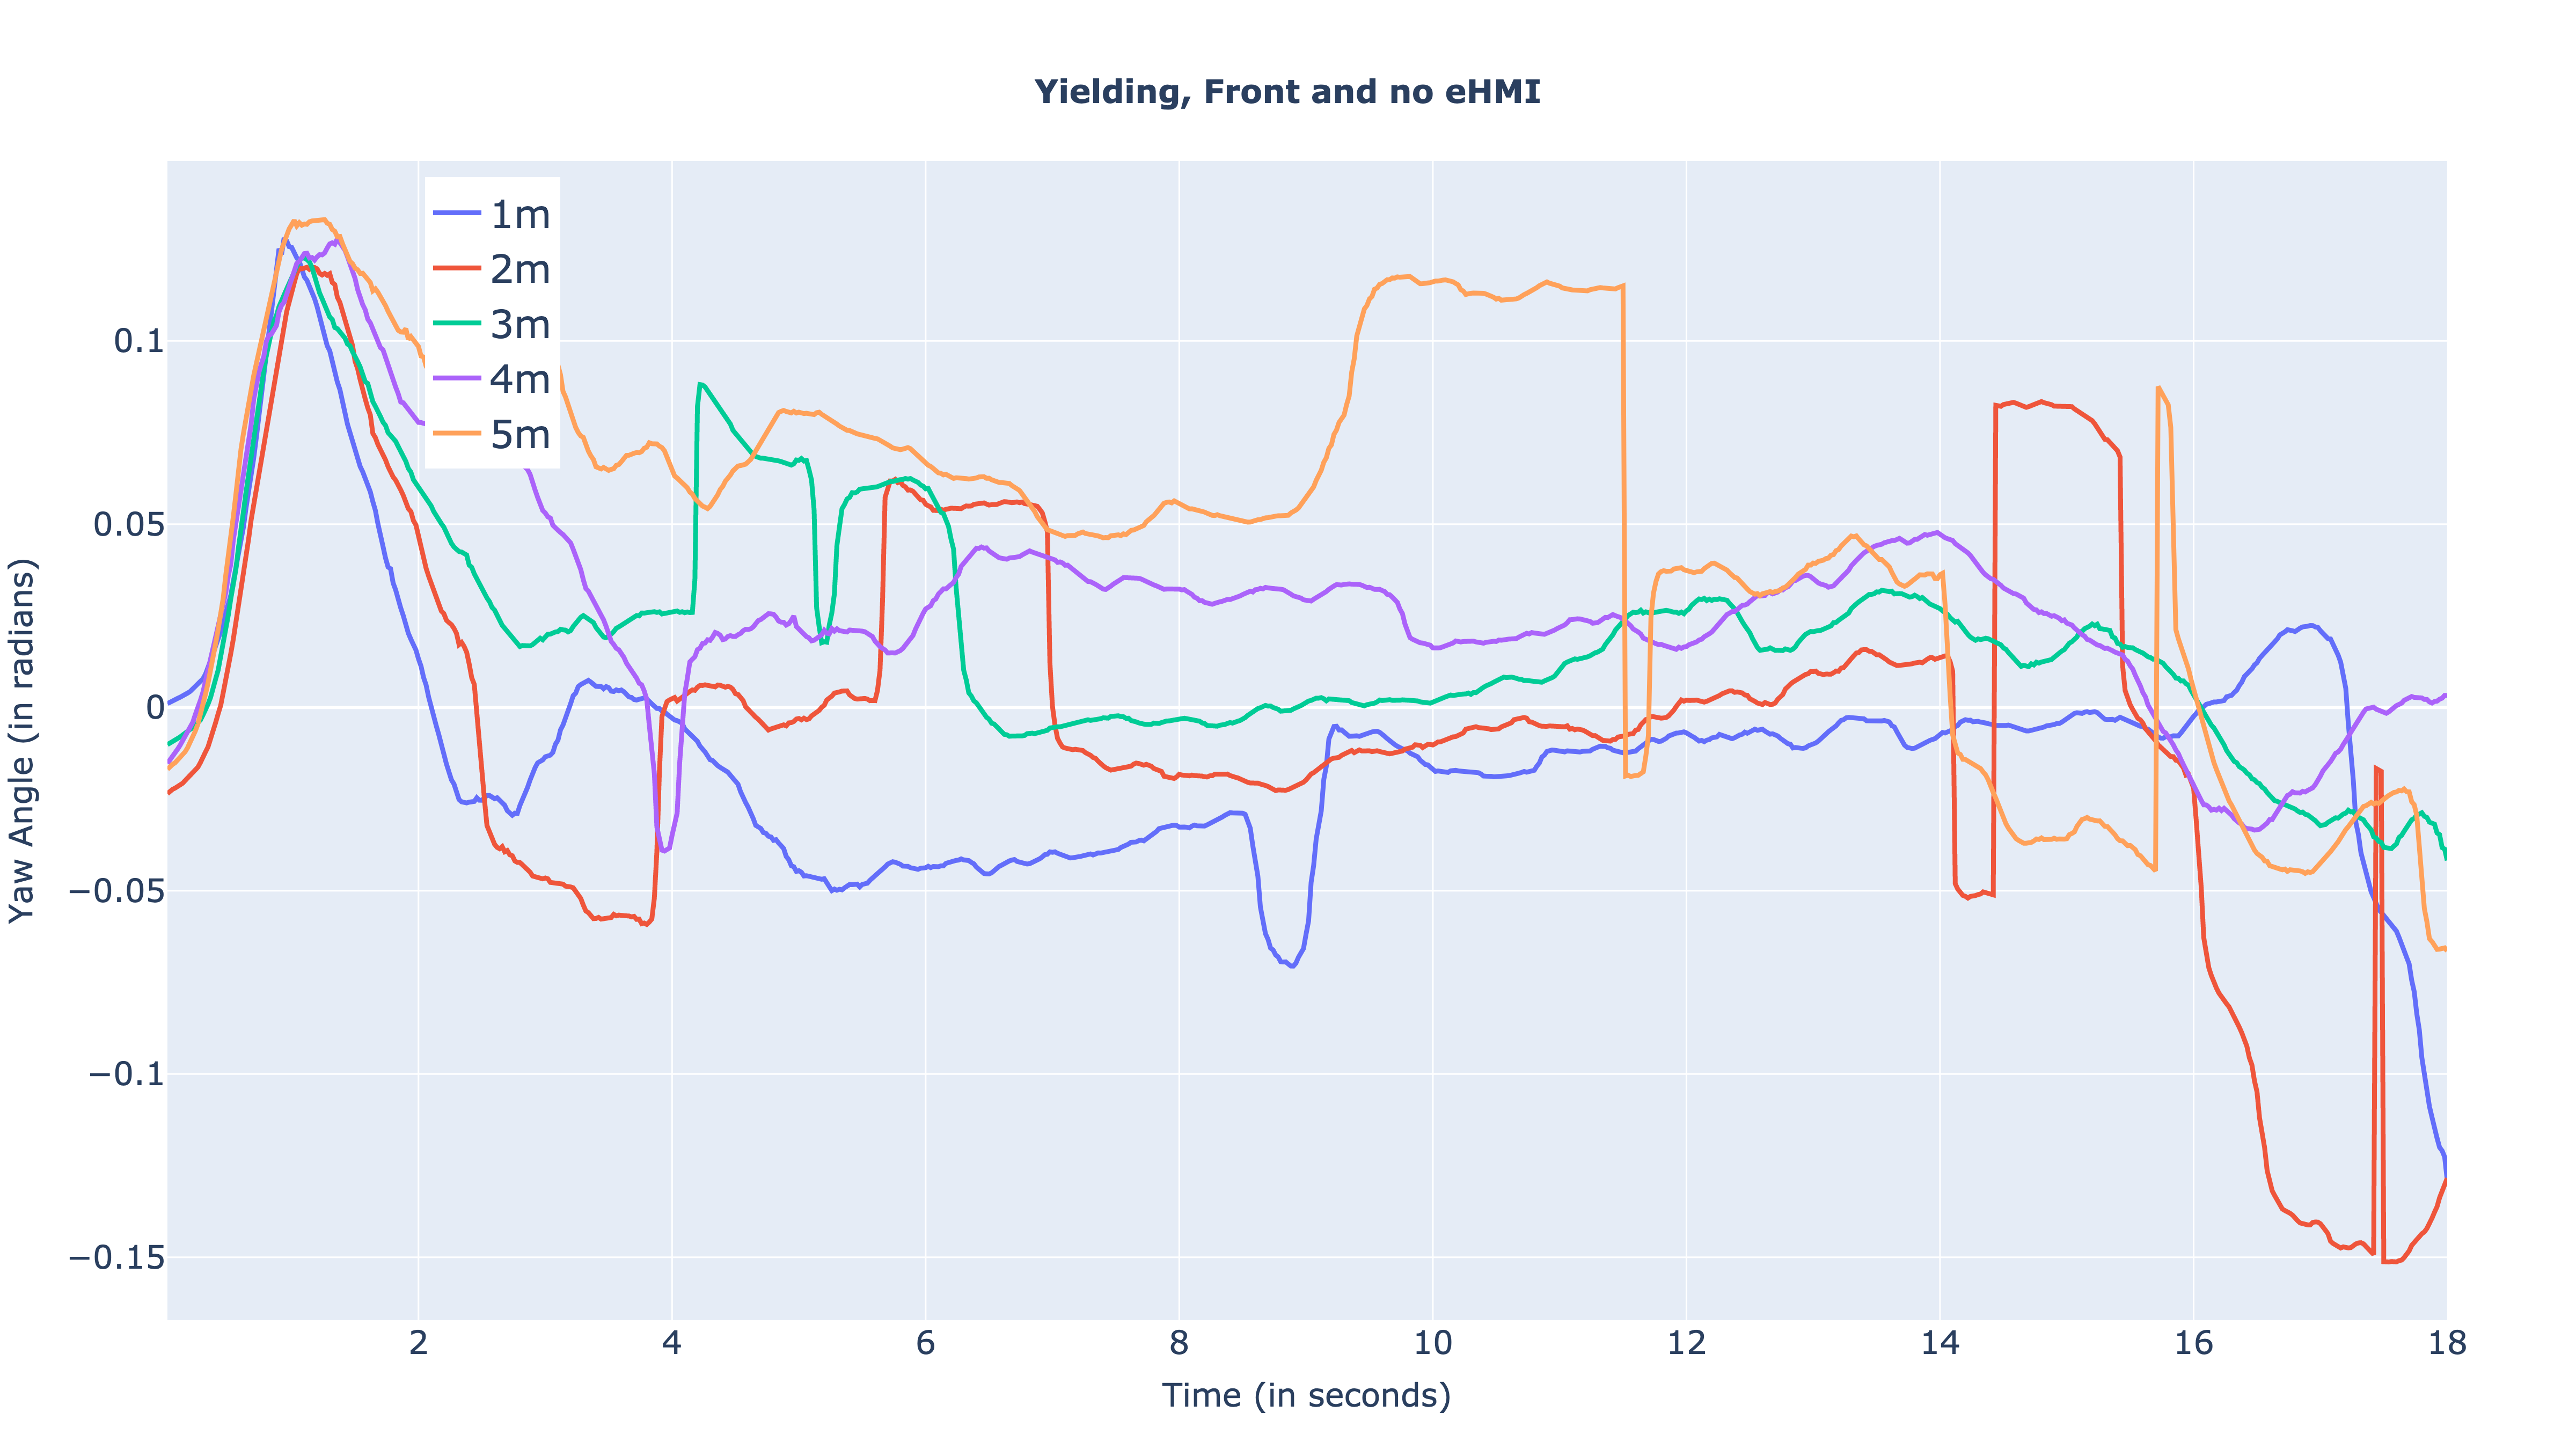 Yielding, Front and no eHMI
1m
2m
3m
4m
5m
0.1
0.05
0
−0.05
−0.1
−0.15
Yaw Angle (in radians)
2 4 6 8 10 12 14 16 18
Time (in seconds)